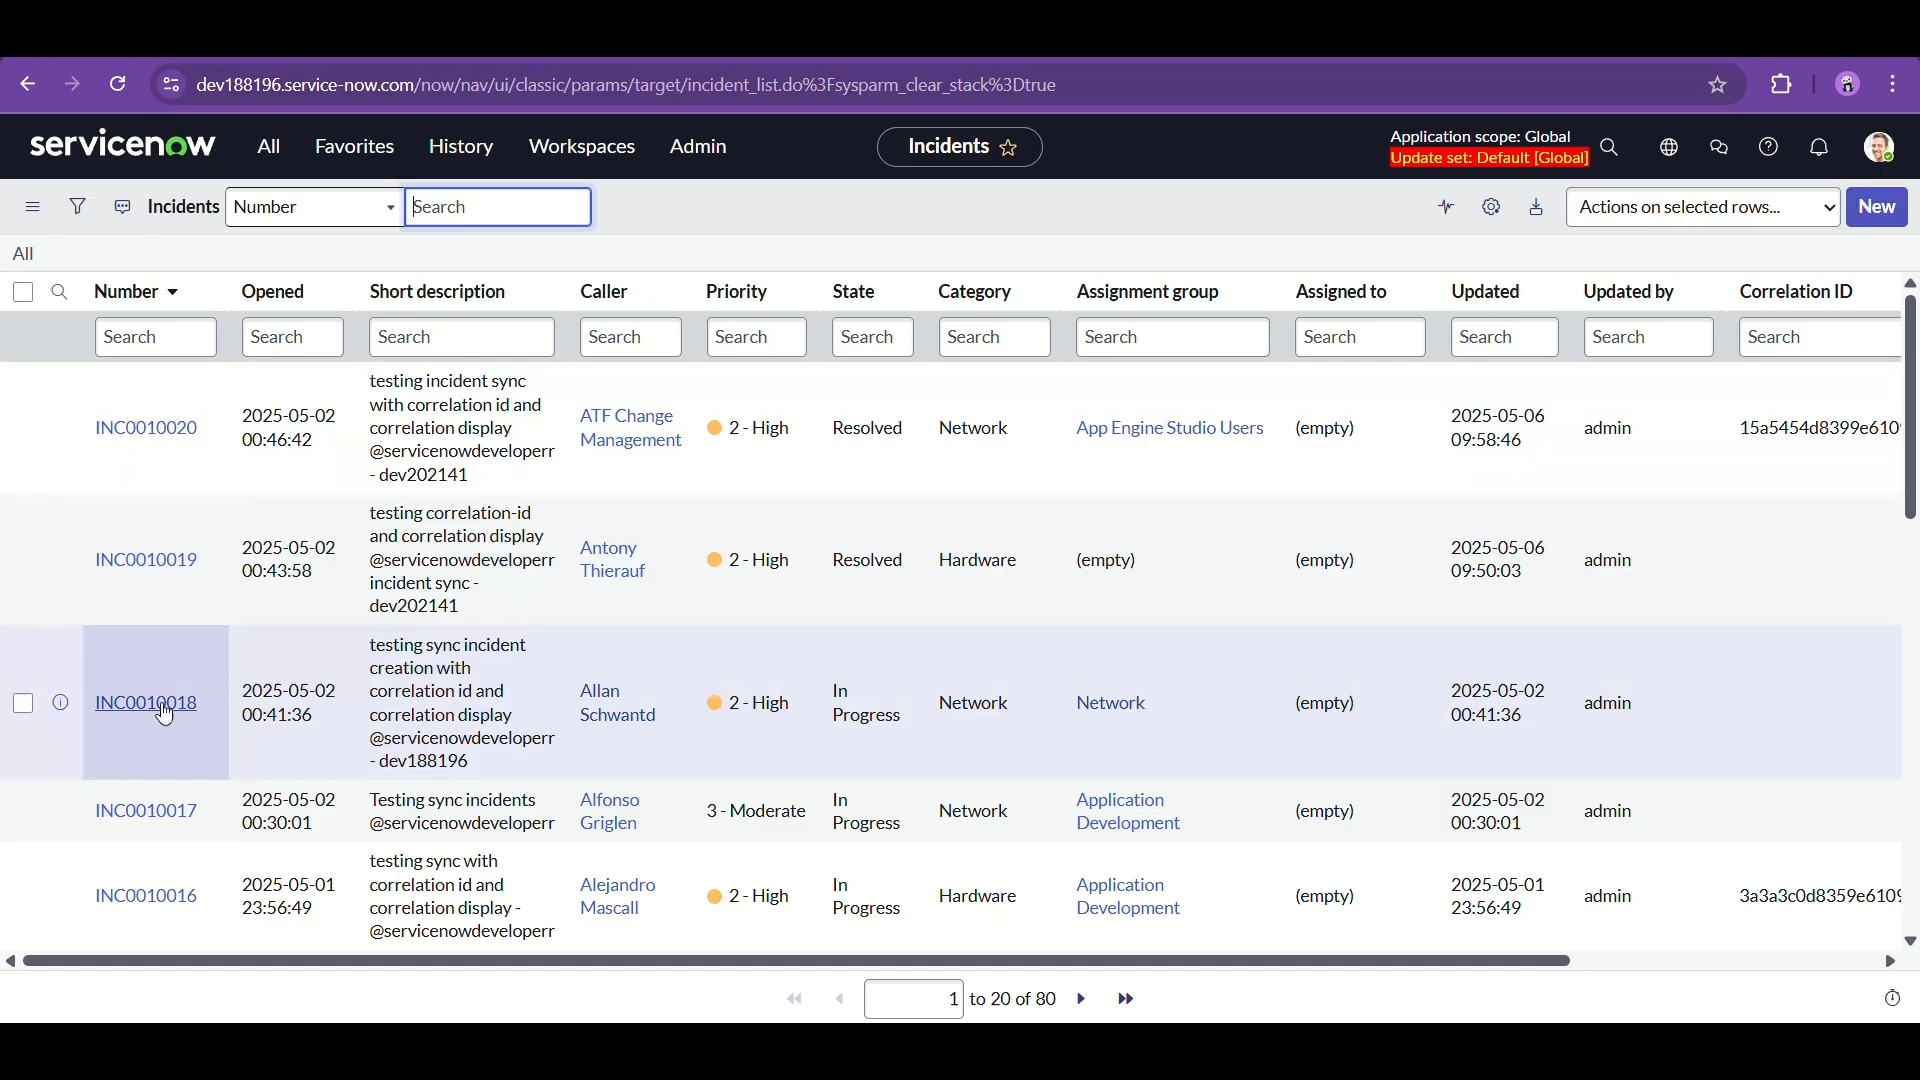 dev188196.service-now.com/now/nav/ui/classic/params/target/incident_list.do%3Fsysparm_clear_stack%3Dtrue
servicenow
All
Favorites
History
Workspaces
Admin
Incidents
Application scope: Global
Update set: Default [Global]
Incidents
Number
Search
Actions on selected rows...
New
All
Number
Opened
Short description
Caller
Priority
State
Category
Assignment group
Assigned to
Updated
Updated by
Correlation ID
Search
Search
Search
Search
Search
Search
Search
Search
Search
Search
Search
Search
INC0010020
2025-05-02
00:46:42
testing incident sync
with correlation id and
correlation display
@servicenowdeveloperr
- dev202141
ATF Change
Management
2 - High
Resolved
Network
App Engine Studio Users
(empty)
2025-05-06
09:58:46
admin
15a5454d8399e610
INC0010019
2025-05-02
00:43:58
testing correlation-id
and correlation display
@servicenowdeveloperr
incident sync -
dev202141
Antony
Thierauf
2 - High
Resolved
Hardware
(empty)
(empty)
2025-05-06
09:50:03
admin
INC0010018
2025-05-02
00:41:36
testing sync incident
creation with
correlation id and
correlation display
@servicenowdeveloperr
- dev188196
Allan
Schwantd
2 - High
In
Progress
Network
Network
(empty)
2025-05-02
00:41:36
admin
INC0010017
2025-05-02
00:30:01
Testing sync incidents
@servicenowdeveloperr
Alfonso
Griglen
3 - Moderate
In
Progress
Network
Application
Development
(empty)
2025-05-02
00:30:01
admin
INC0010016
2025-05-01
23:56:49
testing sync with
correlation id and
correlation display -
@servicenowdeveloperr
Alejandro
Mascall
2 - High
In
Progress
Hardware
Application
Development
(empty)
2025-05-01
23:56:49
admin
3a3a3c0d8359e6109
1 to 20 of 80